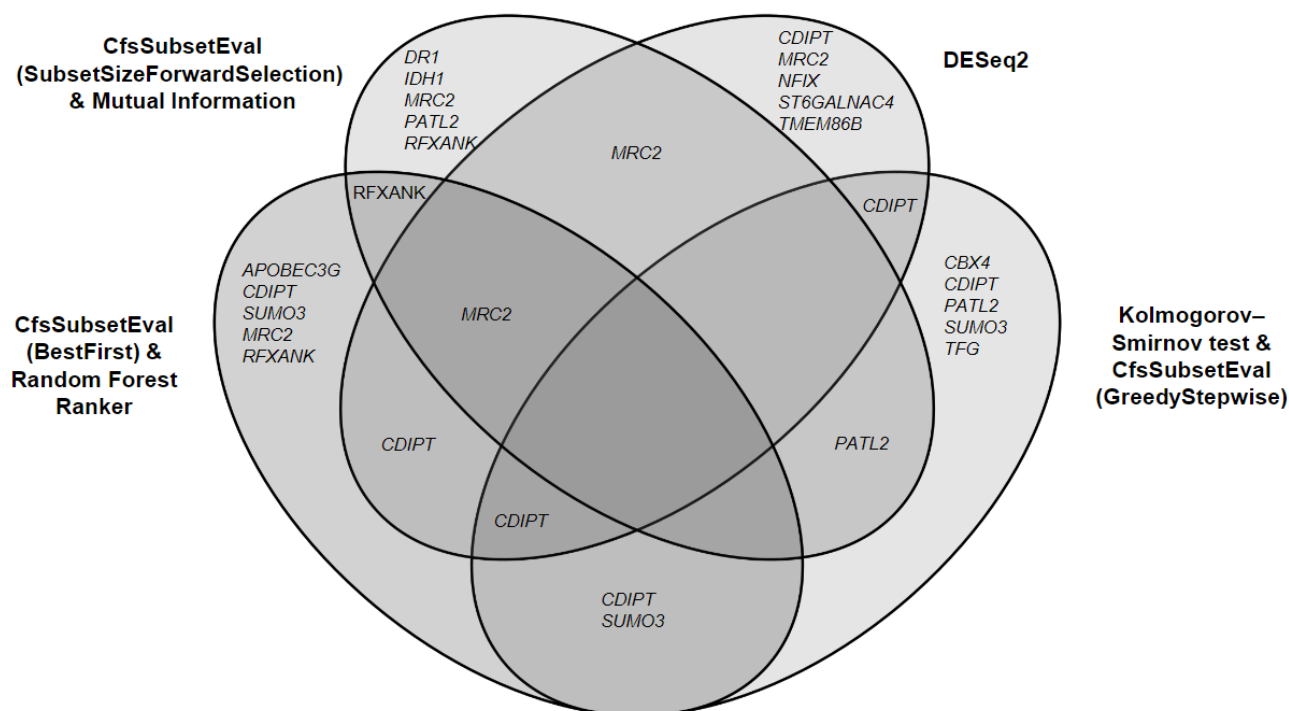 CfsSubsetEval
(SubsetSizeForwardSelection)
& Mutual Information
DR1
IDH1
MRC2
PATL2
RFXANK
CDIPT
MRC2
NFIX
ST6GALNAC4
TMEM86B
DESeq2
MRC2
RFXANK
CDIPT
APOBEC3G
CDIPT
SUMO3
MRC2
RFXANK
CBX4
CDIPT
PATL2
SUMO3
TFG
CfsSubsetEval
(BestFirst) &
Random Forest
Ranker
MRC2
Kolmogorov–
Smirnov test &
CfsSubsetEval
(GreedyStepwise)
CDIPT
PATL2
CDIPT
CDIPT
SUMO3